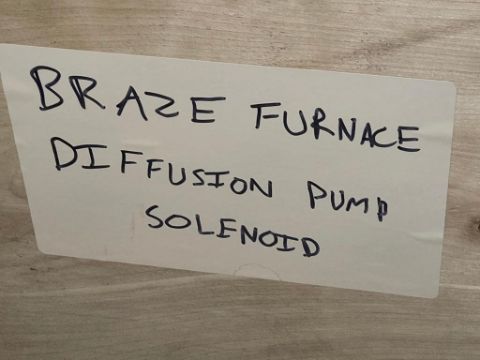 BRAZE FURNACE
DIFFUSION PUMP
SOLENOID